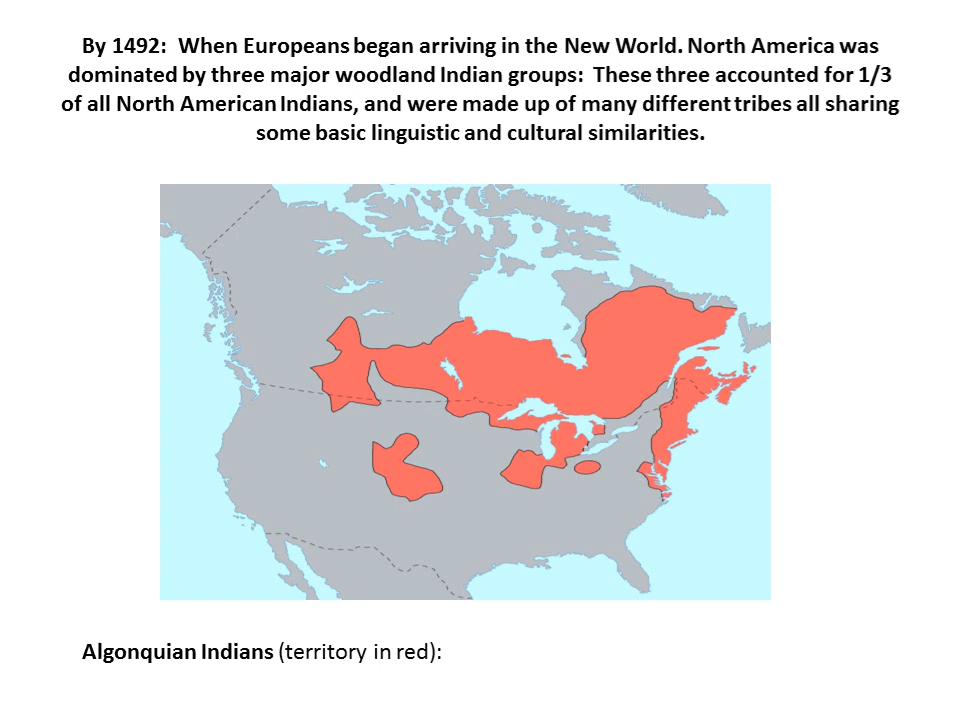 By 1492:  When Europeans began arriving in the New World. North America was
dominated by three major woodland Indian groups:  These three accounted for 1/3
of all North American Indians, and were made up of many different tribes all sharing
some basic linguistic and cultural similarities.
Algonquian Indians (territory in red):